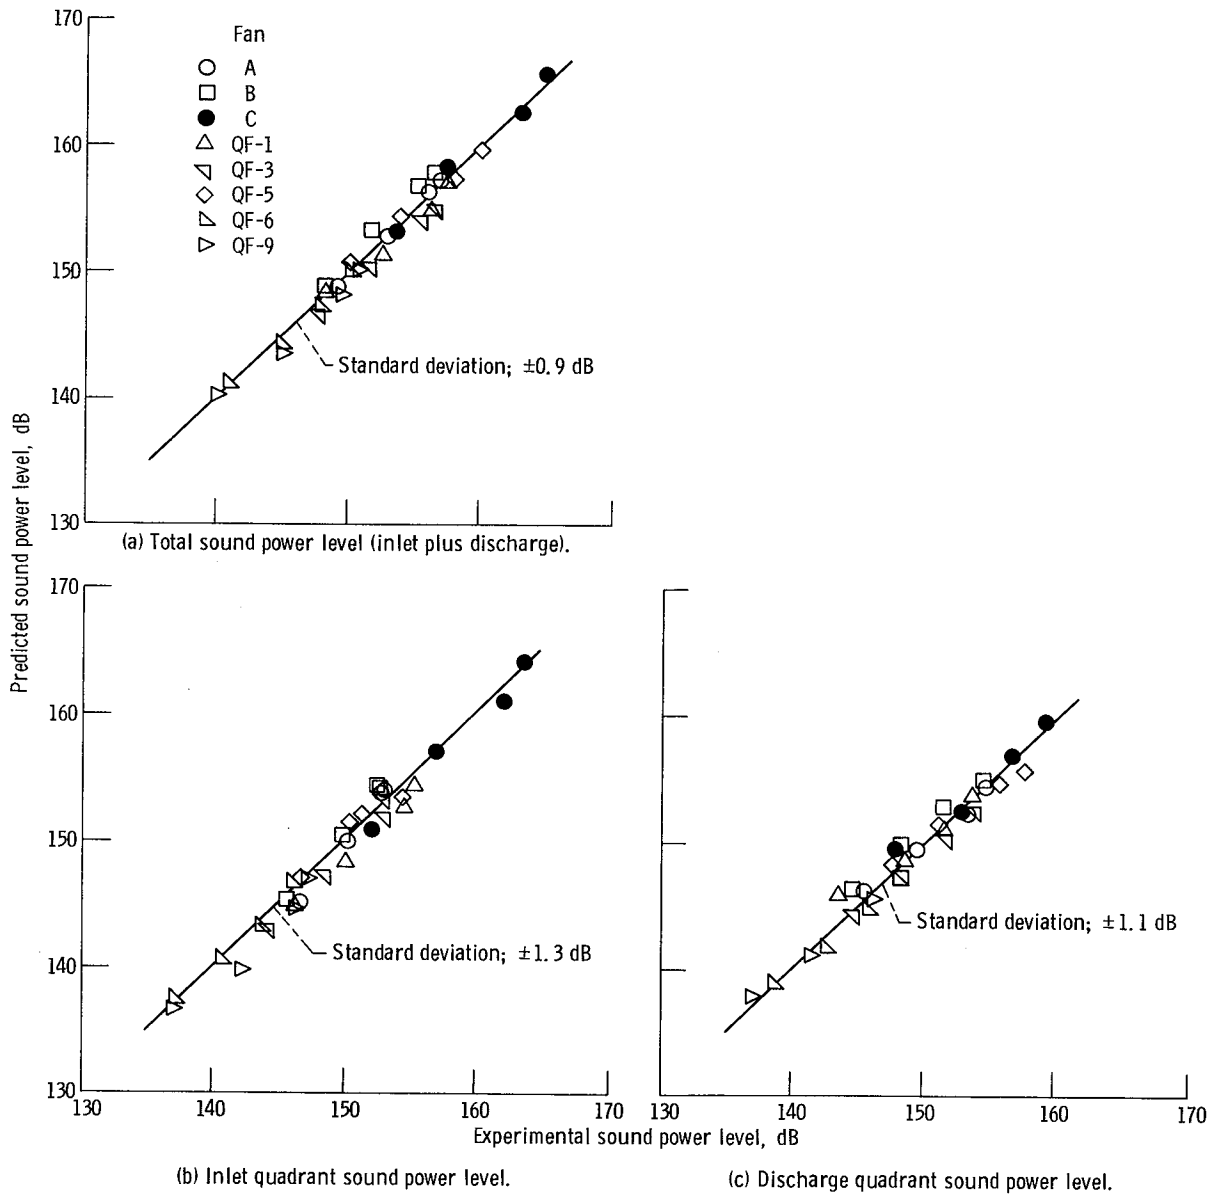 170
160
150
140
130
Fan
A
B
C
QF-1
QF-3
QF-5
QF-6
QF-9
Standard deviation; ±0.9 dB
(a) Total sound power level (inlet plus discharge).
Predicted sound power level, dB
170
160
150
140
130
Standard deviation; ±1.3 dB
130 140 150 160 170
Standard deviation; ±1.1 dB
130 140 150 160 170
Experimental sound power level, dB
(b) Inlet quadrant sound power level.
(c) Discharge quadrant sound power level.